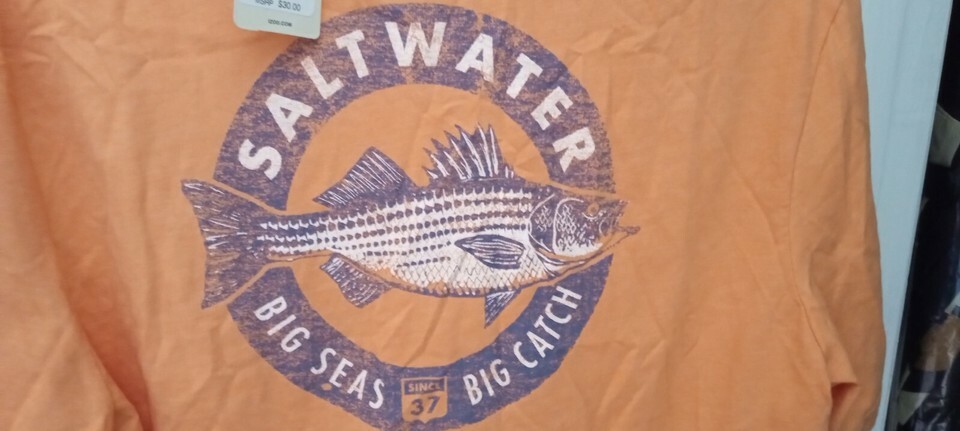 MSRP $30.00
SALTWATER
BIG SEAS
SINCE
37
BIG CATCH